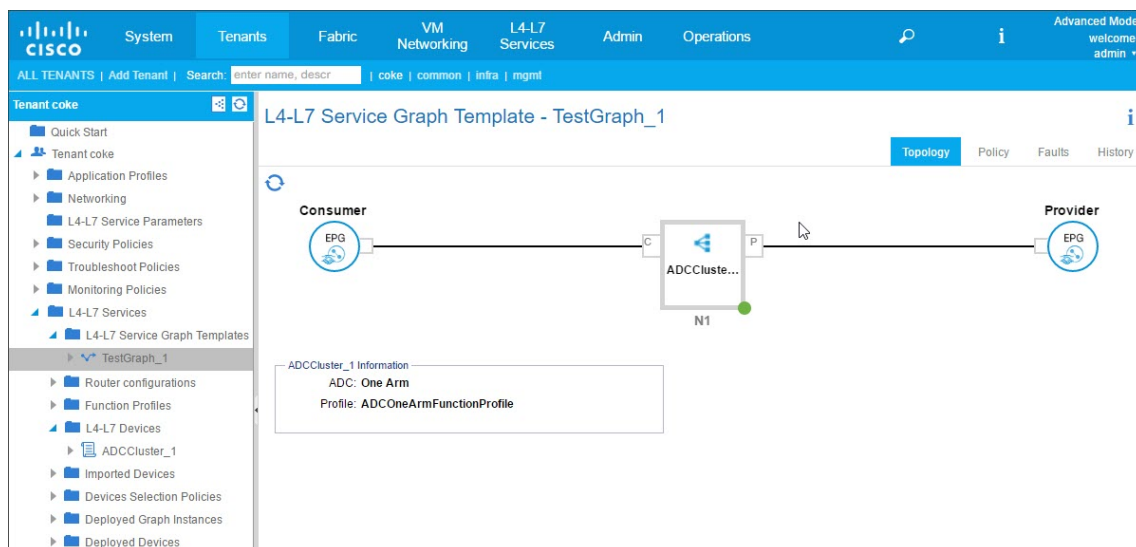 System Tenants Fabric VM Networking L4-L7 Services Admin Operations i Advanced Mode
CISCO welcome
admin
ALL TENANTS | Add Tenant | Search: enter name, descr | coke | common | infra | mgmt
Tenant coke
Quick Start
Tenant coke
Application Profiles
Networking
L4-L7 Service Parameters
Security Policies
Troubleshoot Policies
Monitoring Policies
L4-L7 Services
L4-L7 Service Graph Templates
TestGraph_1
Router configurations
Function Profiles
L4-L7 Devices
ADCCluster_1
Imported Devices
Devices Selection Policies
Deployed Graph Instances
Deployed Devices
L4-L7 Service Graph Template - TestGraph_1
i
Topology Policy Faults History
Consumer
EPG
C
P
ADCCluste...
N1
Provider
EPG
ADCCluster_1 Information
ADC: One Arm
Profile: ADCOneArmFunctionProfile